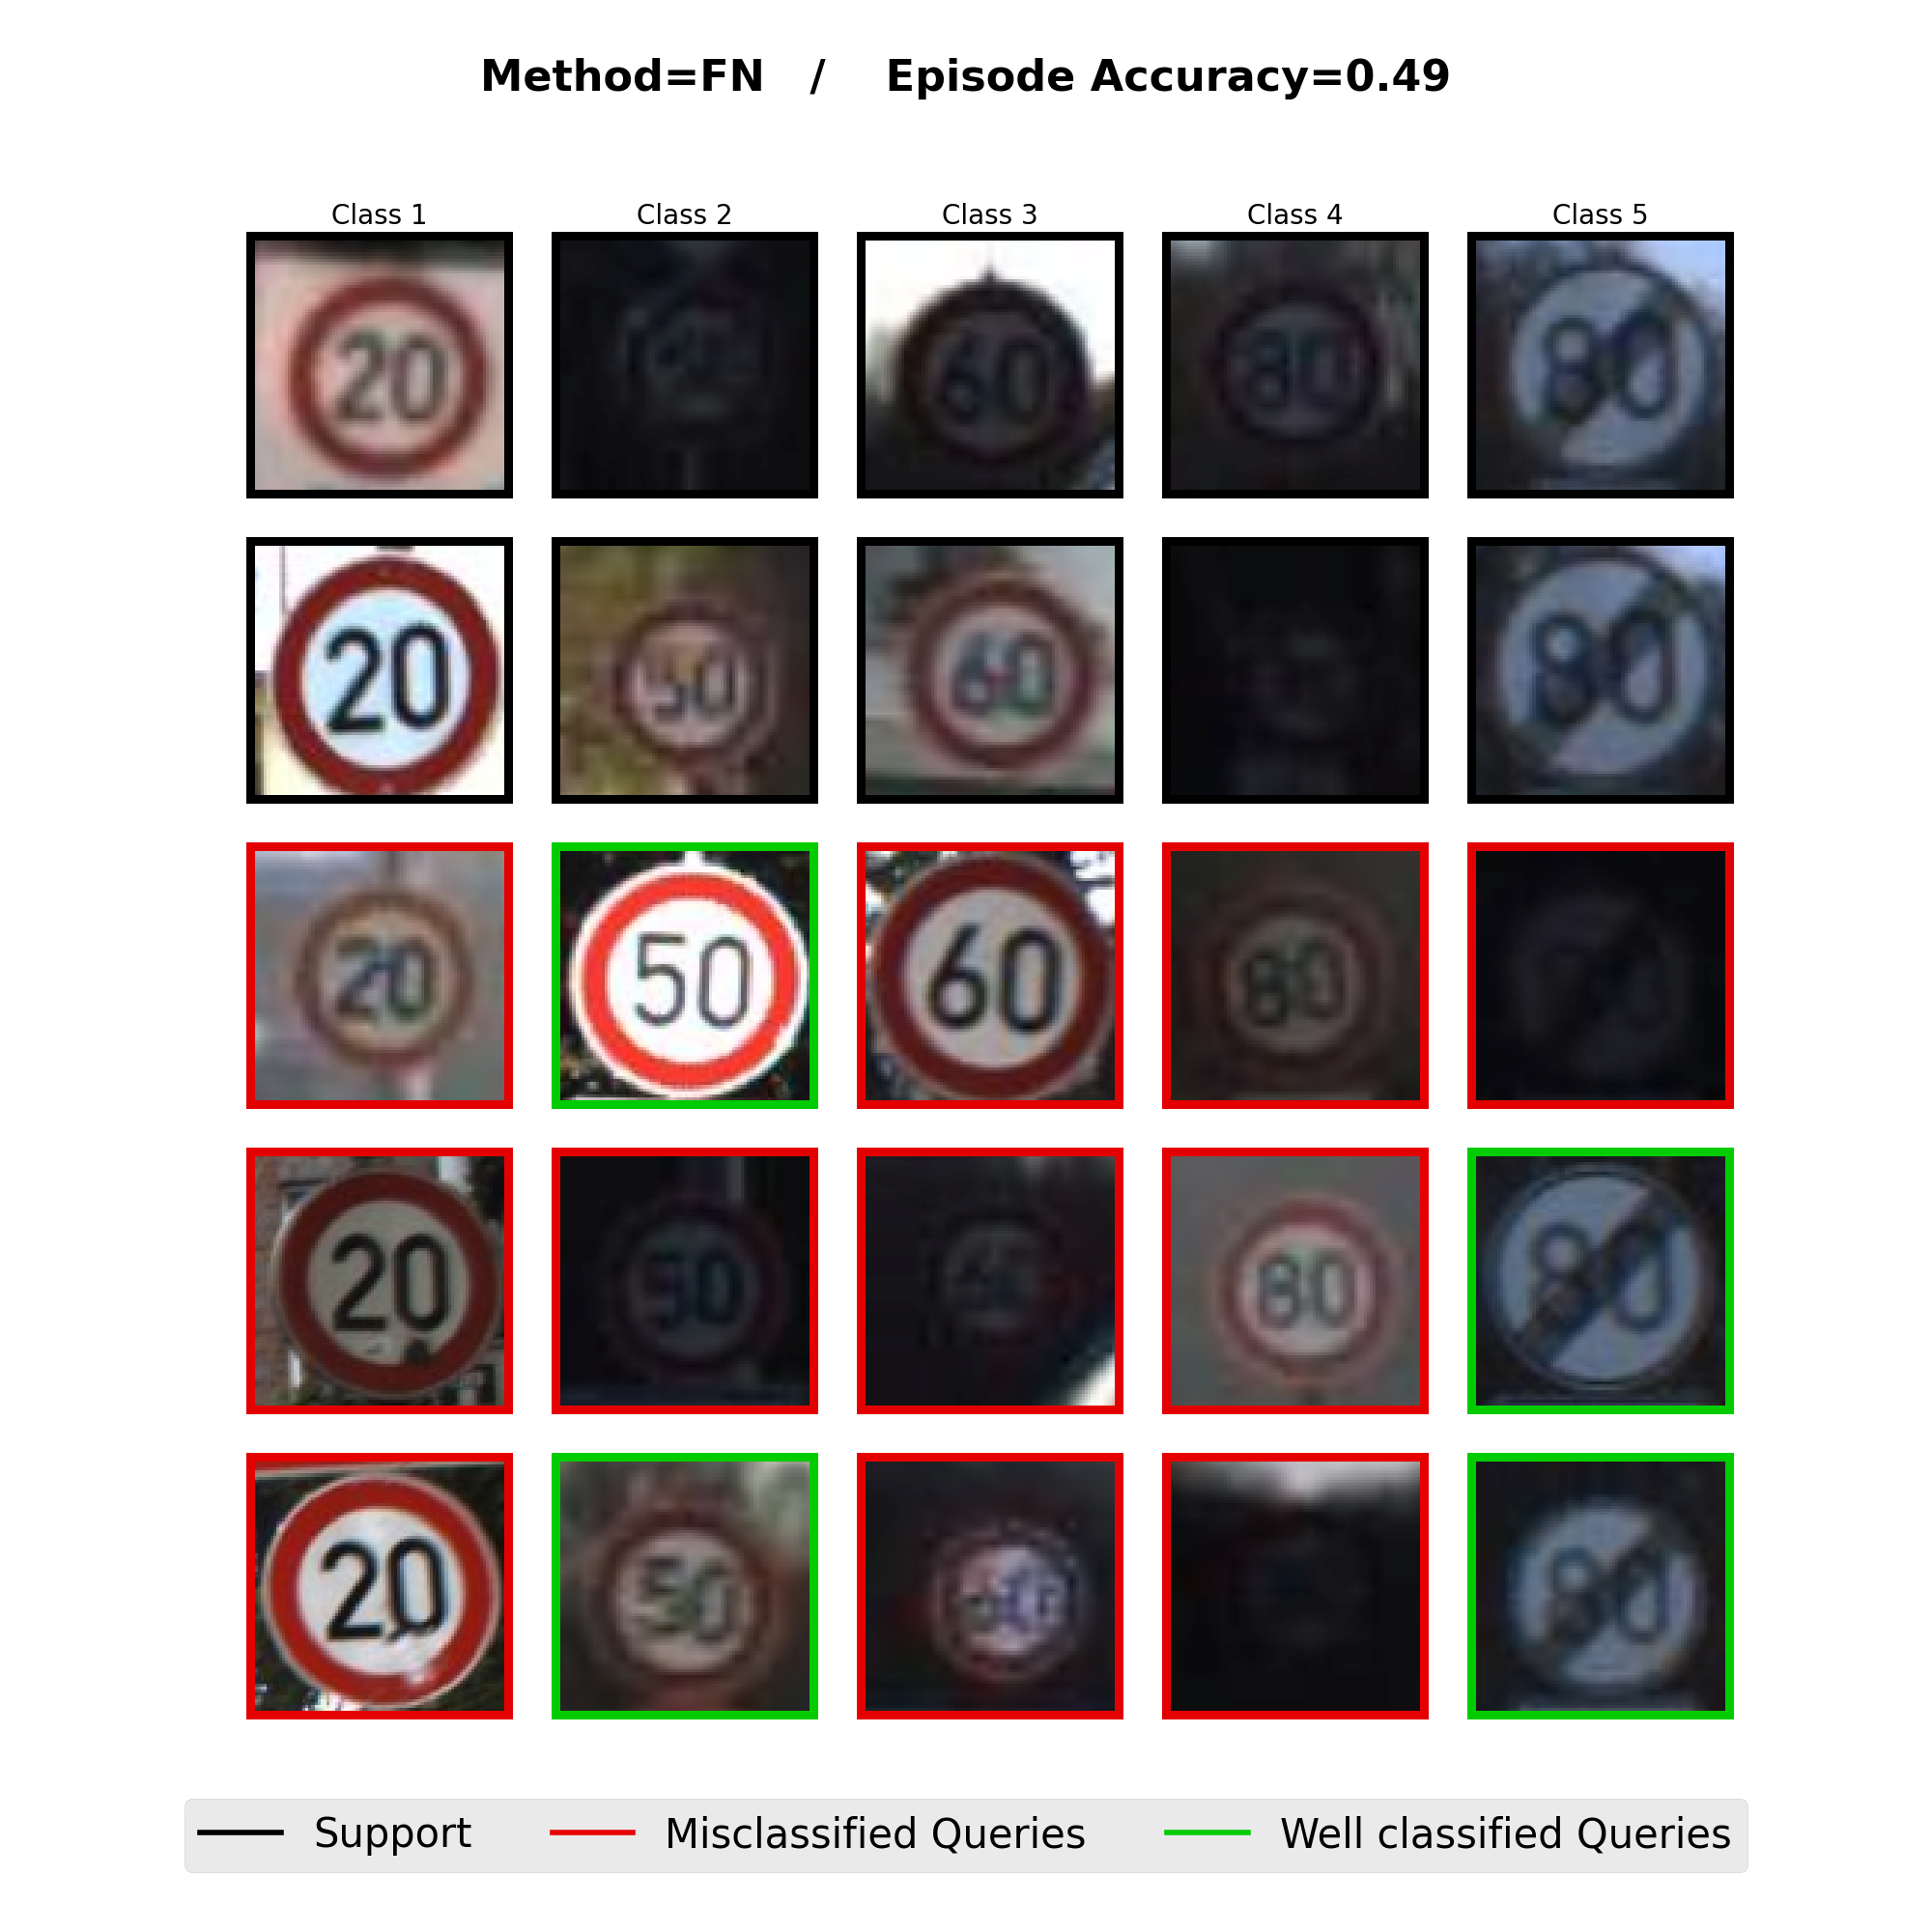 Method=FN / Episode Accuracy=0.49
Class 1 Class 2 Class 3 Class 4 Class 5
20 60 80 80
20 50 60 80
20 50 60 80
20 50 80 80
20 50 80
Support Misclassified Queries Well classified Queries